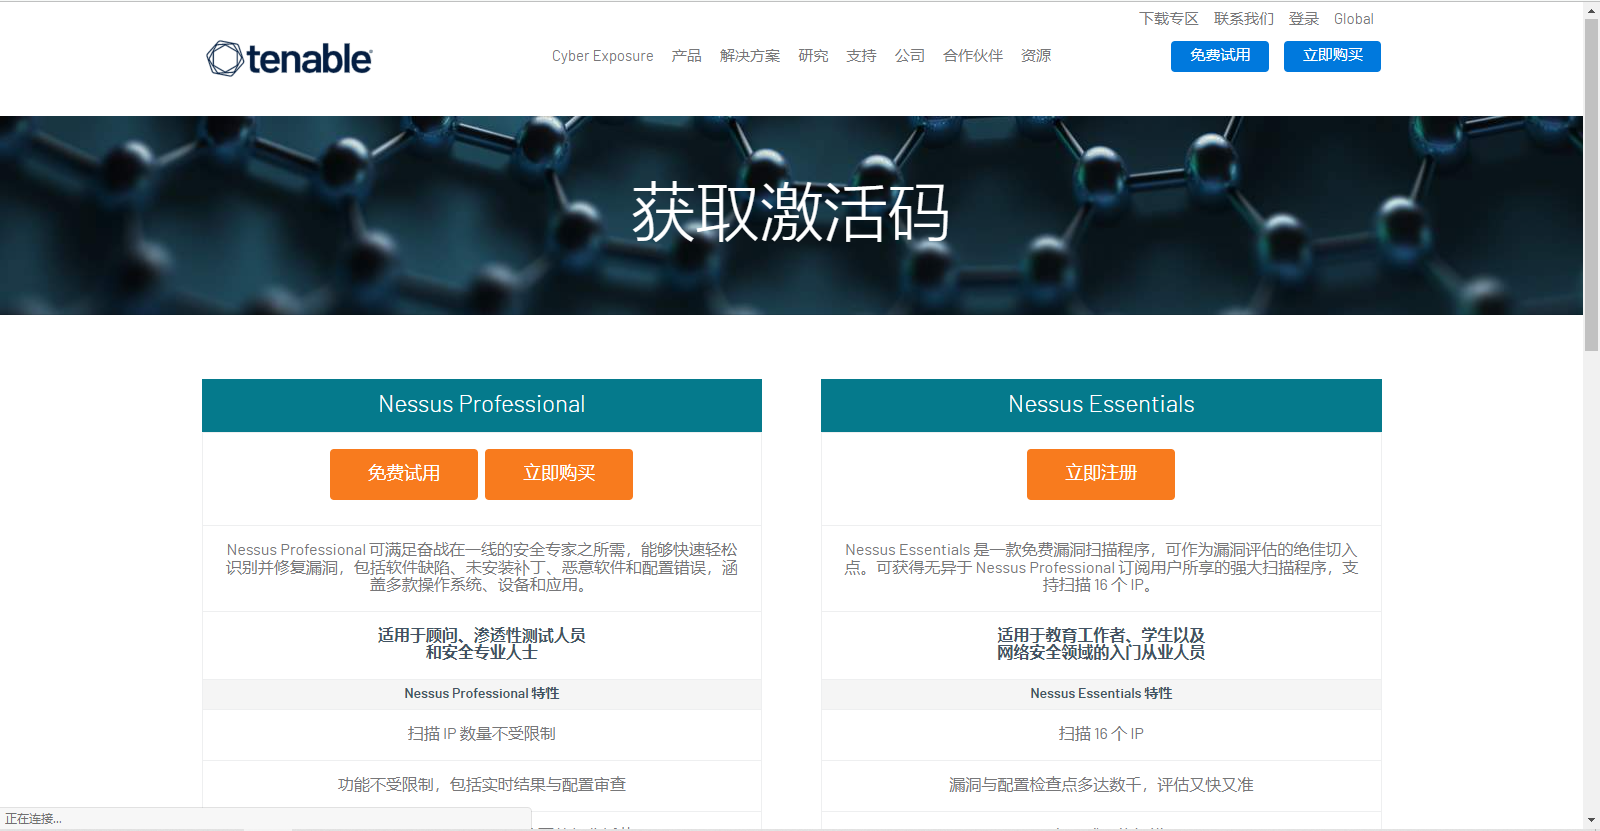 下载专区 联系我们 登录 Global
tenable
Cyber Exposure 产品 解决方案 研究 支持 公司 合作伙伴 资源
免费试用 立即购买
获取激活码
Nessus Professional
免费试用 立即购买
Nessus Professional 可满足奋战在一线的安全专家之所需，能够快速轻松
识别并修复漏洞，包括软件缺陷、未安装补丁、恶意软件和配置错误，涵
盖多款操作系统、设备和应用。
适用于顾问、渗透性测试人员
和安全专业人士
Nessus Professional 特性
扫描 IP 数量不受限制
功能不受限制，包括实时结果与配置审查
Nessus Essentials
立即注册
Nessus Essentials 是一款免费漏洞扫描程序，可作为漏洞评估的绝佳切入
点。可获得无异于 Nessus Professional 订阅用户所享的强大扫描程序，支
持扫描 16 个 IP。
适用于教育工作者、学生以及
网络安全领域的入门从业人员
Nessus Essentials 特性
扫描 16 个 IP
漏洞与配置检查点多达数千，评估又快又准
正在连接...